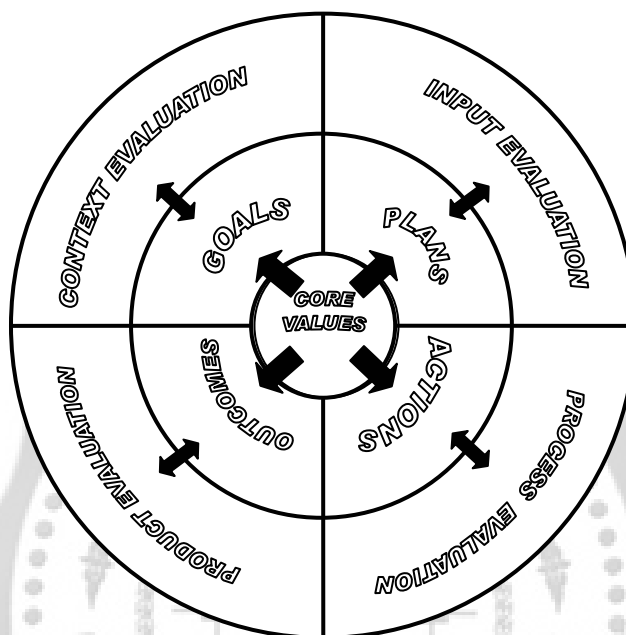 CONTEXT EVALUATION
INPUT EVALUATION
GOALS
PLANS
CORE
VALUES
OUTCOMES
ACTIONS
PRODUCT EVALUATION
PROCESS EVALUATION